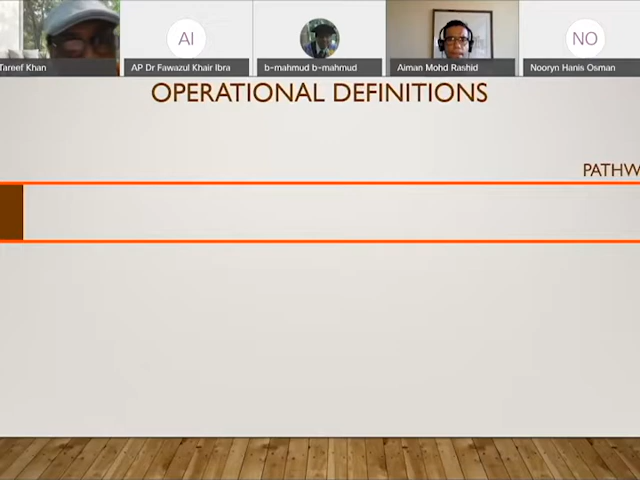 AI
NO
Tareef Khan
AP Dr Fawazul Khair Ibra
b-mahmud b-mahmud
Aiman Mohd Rashid
Nooryn Hanis Osman
OPERATIONAL DEFINITIONS
PATHW